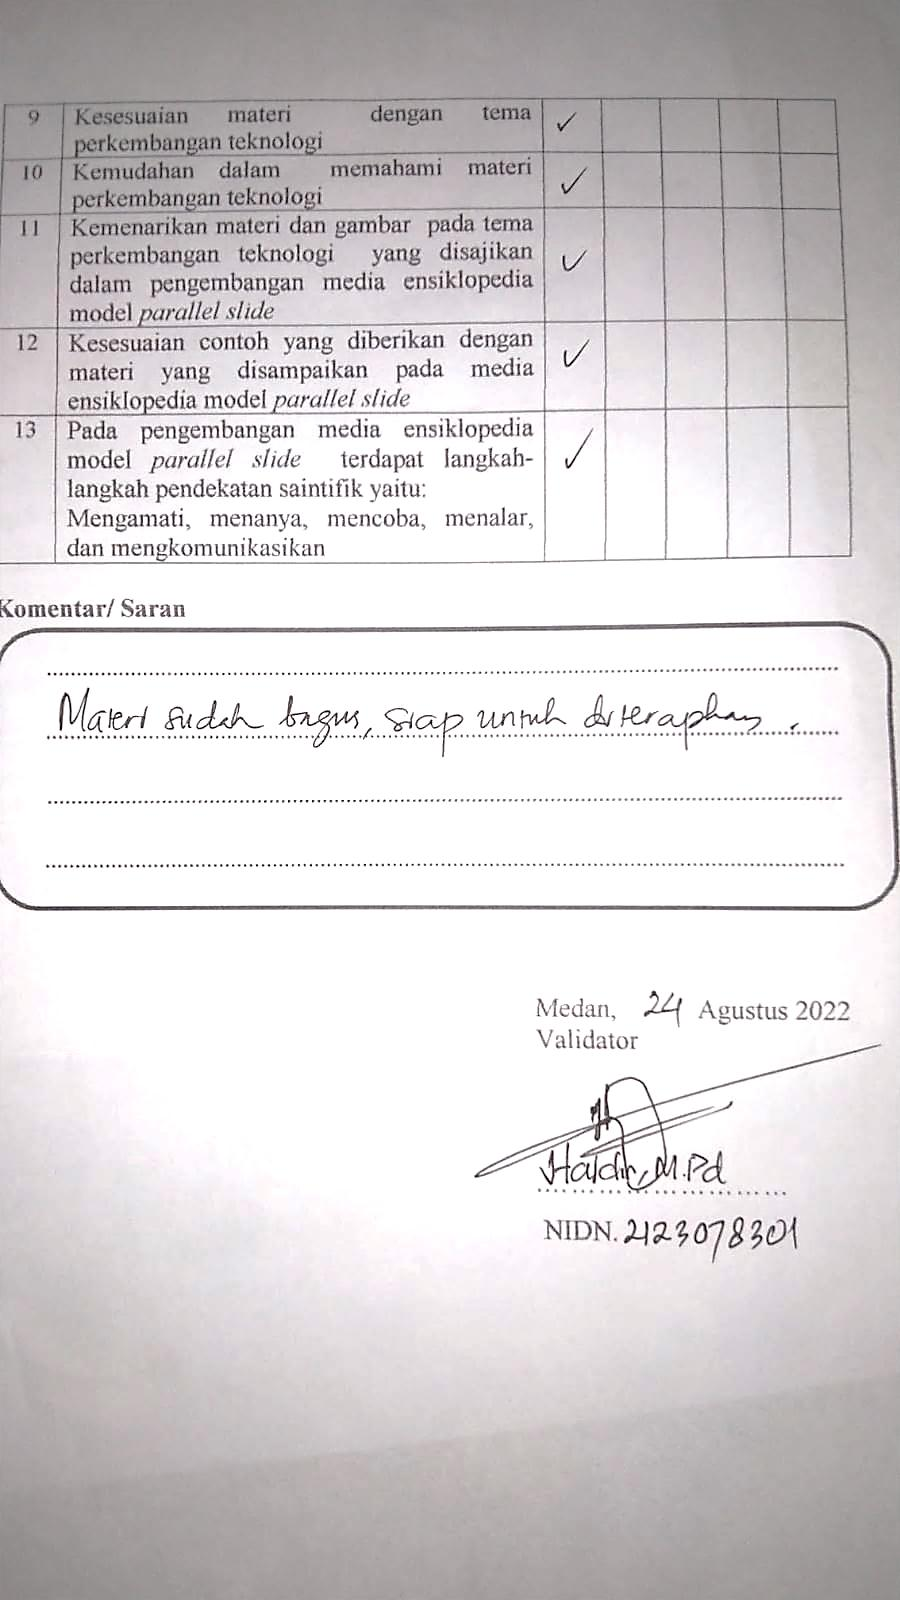 9 Kesesuaian materi dengan tema ✓
perkembangan teknologi
10 Kemudahan dalam memahami materi ✓
perkembangan teknologi
11 Kemenarikan materi dan gambar pada tema
perkembangan teknologi yang disajikan ✓
dalam pengembangan media ensiklopedia
model parallel slide
12 Kesesuaian contoh yang diberikan dengan ✓
materi yang disampaikan pada media
ensiklopedia model parallel slide
13 Pada pengembangan media ensiklopedia
model parallel slide terdapat langkah- ✓
langkah pendekatan saintifik yaitu:
Mengamati, menanya, mencoba, menalar,
dan mengkomunikasikan
Komentar/ Saran
Materi sudah bagus, siap untuk diterapkan.
Medan, 24 Agustus 2022
Validator
M.Pd
NIDN. 2123078301